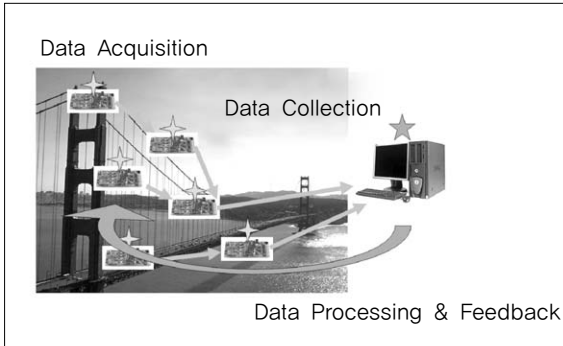 Data Acquisition
Data Collection
Data Processing & Feedback